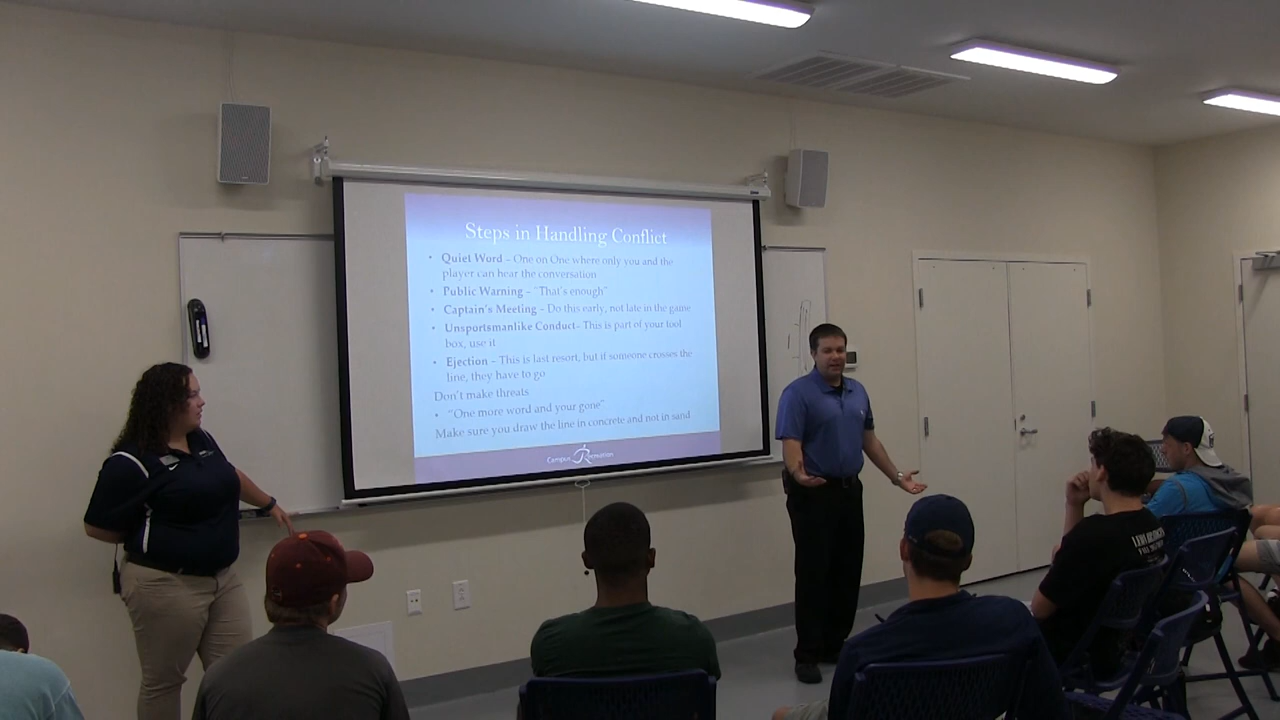 Steps in Handling Conflict
• Quiet Word – One on One where only you and the
player can hear the conversation
• Public Warning – “That’s enough”
• Captain’s Meeting – Do this early, not late in the game
• Unsportsmanlike Conduct- This is part of your tool
box, use it
• Ejection – This is last resort, but if someone crosses the
line, they have to go
Don’t make threats
• “One more word and your gone”
Make sure you draw the line in concrete and not in sand
Campus Recreation